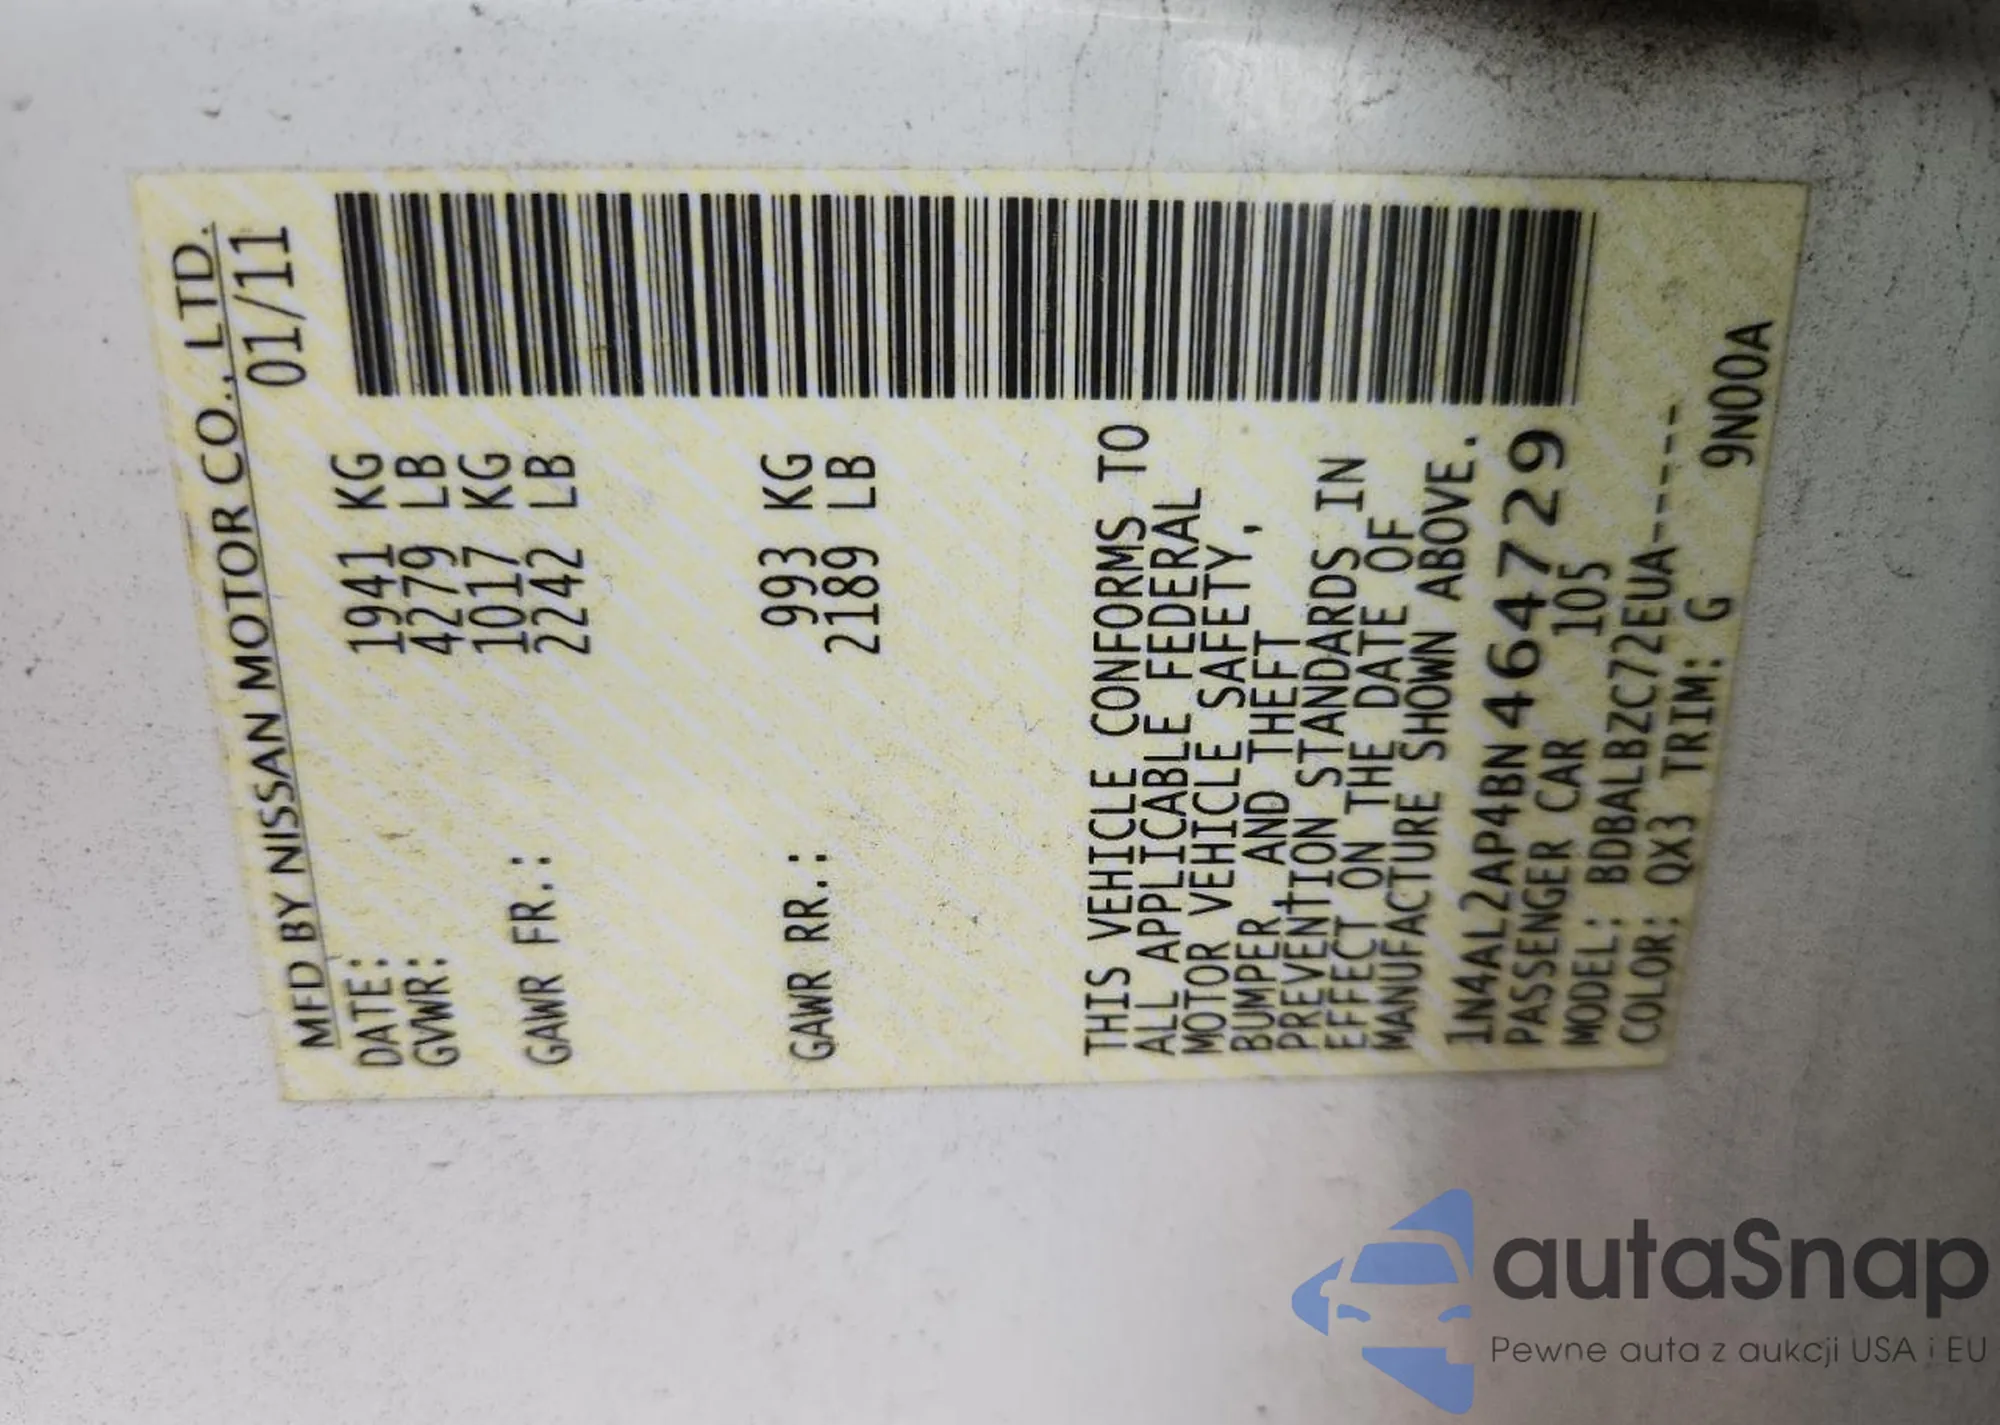 MFD BY NISSAN MOTOR CO., LTD.
DATE: 01/11
GVWR: 1941 KG
4279 LB
GAWR FR.: 1017 KG
2242 LB
GAWR RR.: 993 KG
2189 LB
THIS VEHICLE CONFORMS TO
ALL APPLICABLE FEDERAL
MOTOR VEHICLE SAFETY,
BUMPER, AND THEFT
PREVENTION STANDARDS IN
EFFECT ON THE DATE OF
MANUFACTURE SHOWN ABOVE.
1N4AL2AP4BN464729
PASSENGER CAR 105
MODEL: BDBALBZC72EUA-----
COLOR: QX3 TRIM: G 9N00A
autaSnap
Pewne auta z aukcji USA i EU